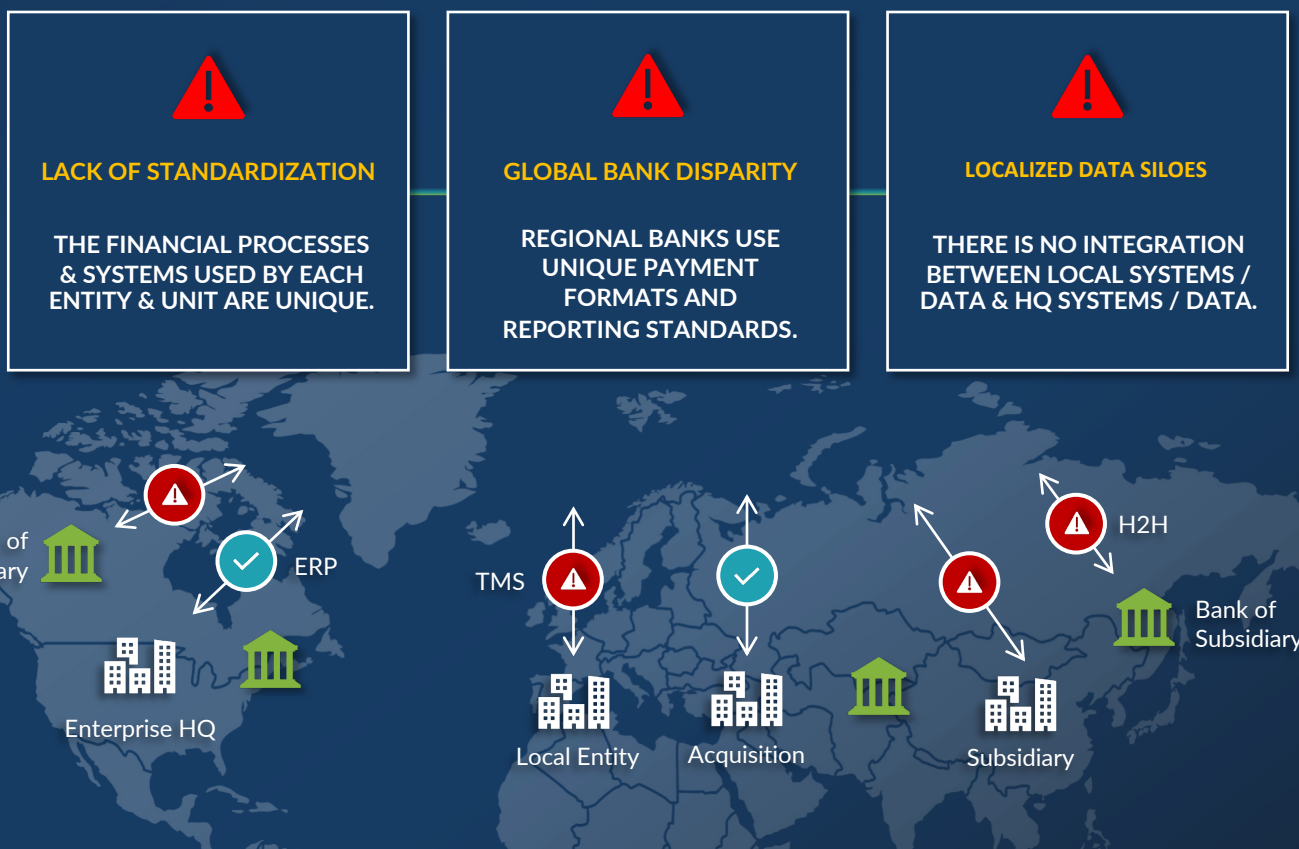 LACK OF STANDARDIZATION
THE FINANCIAL PROCESSES
& SYSTEMS USED BY EACH
ENTITY & UNIT ARE UNIQUE.
GLOBAL BANK DISPARITY
REGIONAL BANKS USE
UNIQUE PAYMENT
FORMATS AND
REPORTING STANDARDS.
LOCALIZED DATA SILOES
THERE IS NO INTEGRATION
BETWEEN LOCAL SYSTEMS /
DATA & HQ SYSTEMS / DATA.
of
ERP
Enterprise HQ
TMS
Local Entity
Acquisition
Subsidiary
H2H
Bank of
Subsidiary